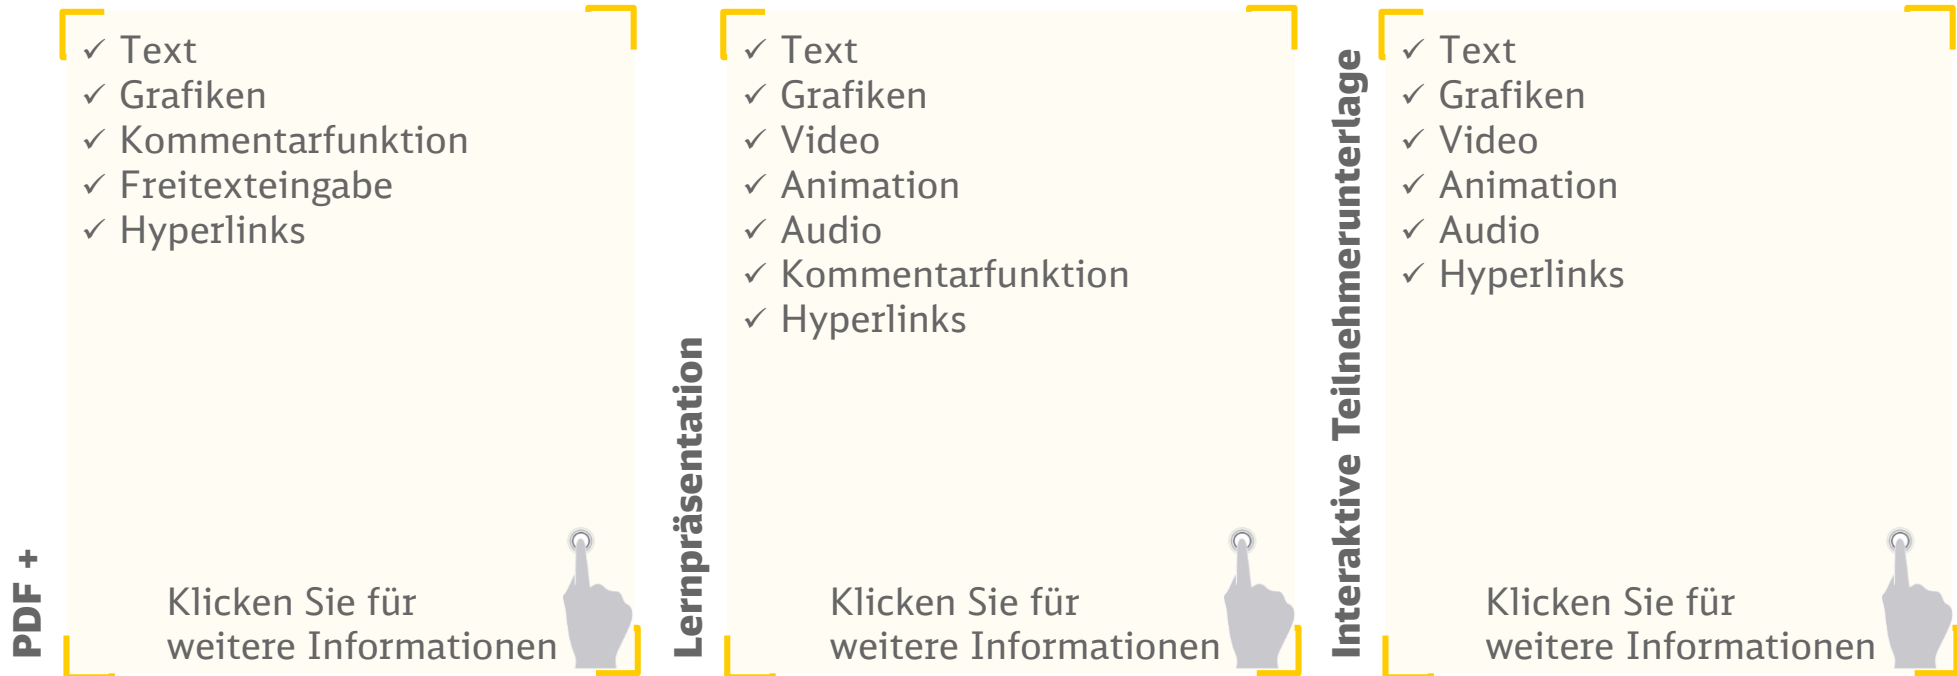 PDF +
✓ Text
✓ Grafiken
✓ Kommentarfunktion
✓ Freitexteingabe
✓ Hyperlinks
Klicken Sie für
weitere Informationen
Lernpräsentation
✓ Text
✓ Grafiken
✓ Video
✓ Animation
✓ Audio
✓ Kommentarfunktion
✓ Hyperlinks
Klicken Sie für
weitere Informationen
Interaktive Teilnehmerunterlage
✓ Text
✓ Grafiken
✓ Video
✓ Animation
✓ Audio
✓ Hyperlinks
Klicken Sie für
weitere Informationen